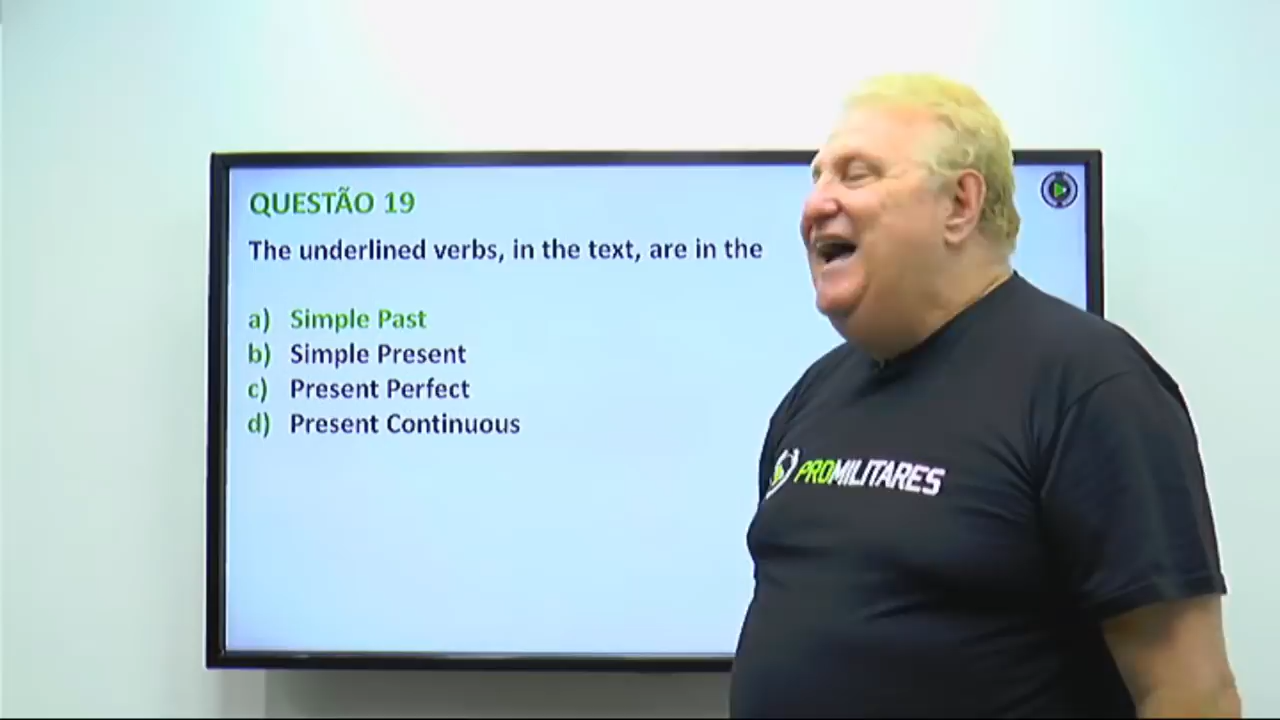 QUESTÃO 19
The underlined verbs, in the text, are in the
a) Simple Past
b) Simple Present
c) Present Perfect
d) Present Continuous
PROMILITARES